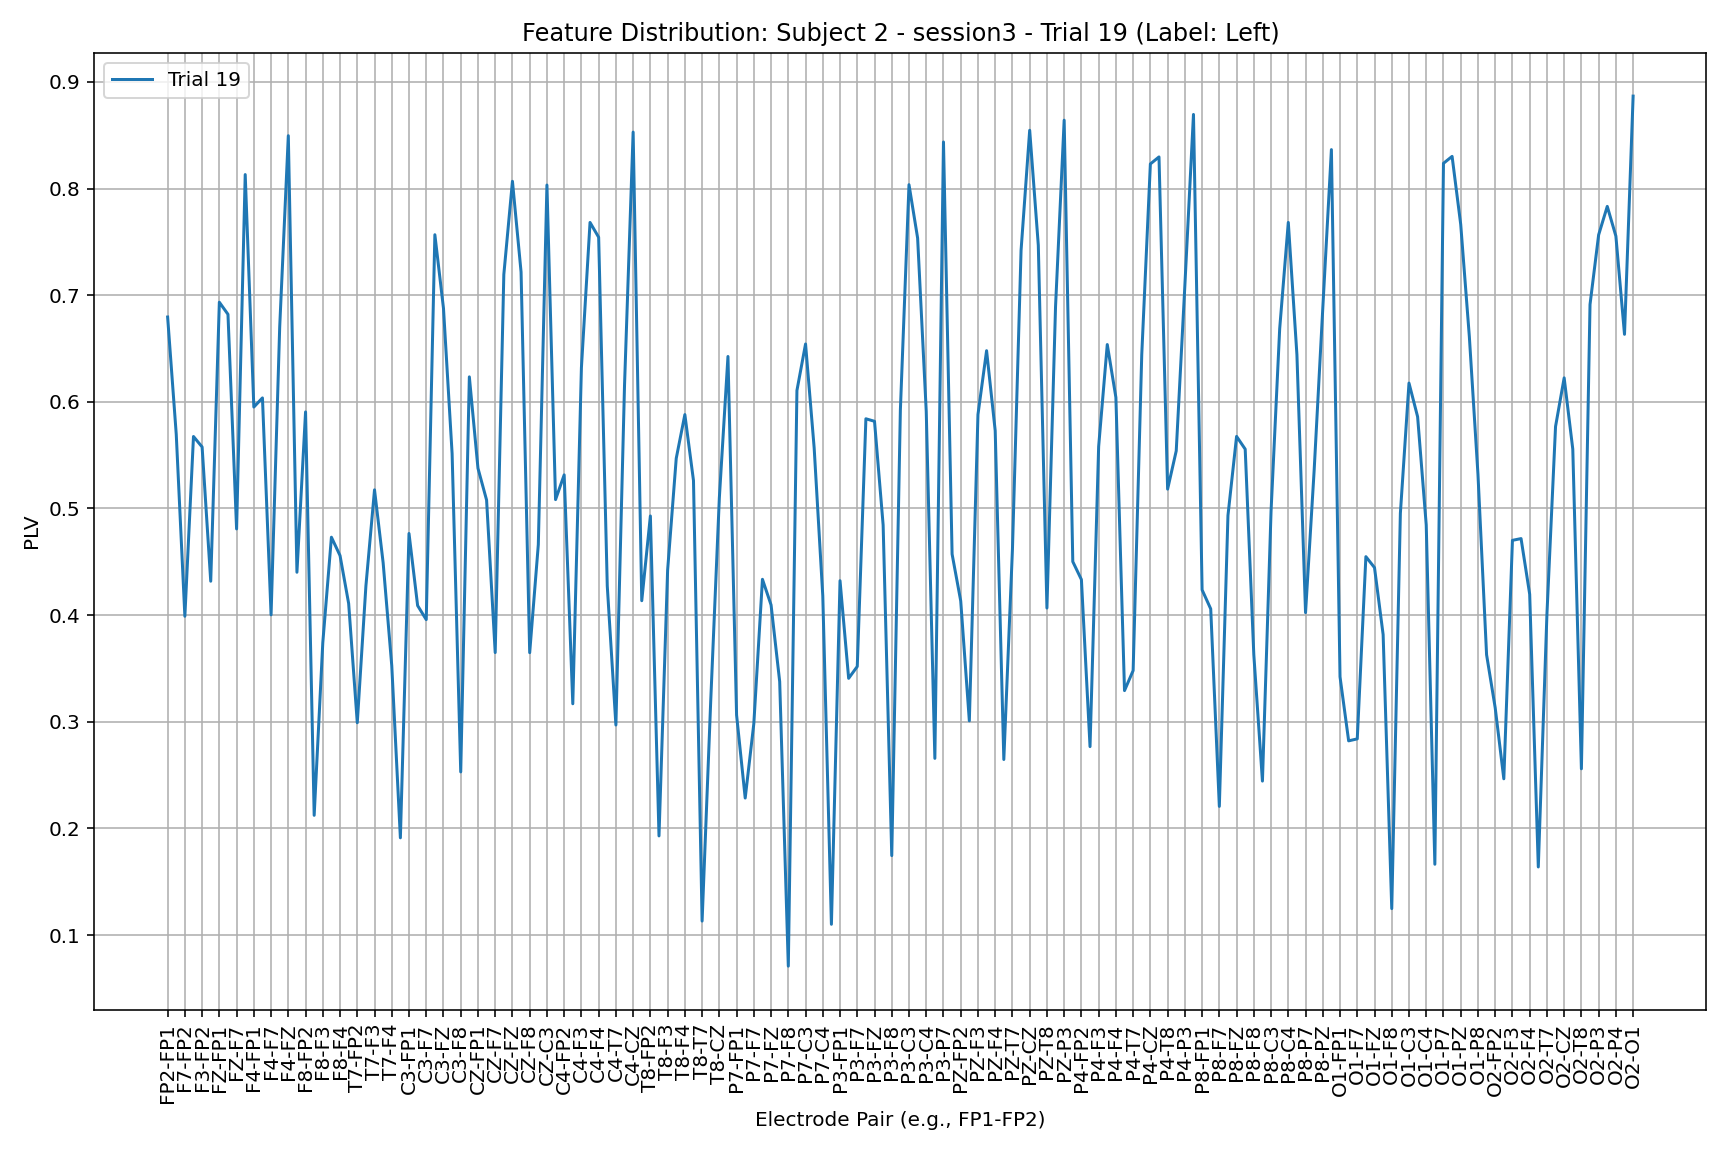 Feature Distribution: Subject 2 - session3 - Trial 19 (Label: Left)
Trial 19
0.9
0.8
0.7
0.6
0.5
0.4
0.3
0.2
0.1
PLV
FP2-FP1
F7-FP2
F3-FP2
FZ-FP1
FZ-F7
F4-FP1
F4-F7
F4-FZ
F8-FP2
F8-F3
F8-F4
T7-FP2
T7-F3
T7-F4
C3-FP1
C3-F7
C3-FZ
C3-F8
CZ-FP1
CZ-F7
CZ-FZ
CZ-F8
CZ-C3
C4-FP2
C4-F3
C4-F4
C4-T7
C4-CZ
T8-FP2
T8-F3
T8-F4
T8-T7
T8-CZ
P7-FP1
P7-F7
P7-FZ
P7-F8
P7-C3
P7-C4
P3-FP1
P3-F7
P3-FZ
P3-F8
P3-C3
P3-C4
P3-P7
PZ-FP2
PZ-F3
PZ-F4
PZ-T7
PZ-CZ
PZ-T8
PZ-P3
P4-FP2
P4-F3
P4-F4
P4-T7
P4-CZ
P4-T8
P4-P3
P8-FP1
P8-F7
P8-FZ
P8-F8
P8-C3
P8-C4
P8-P7
P8-PZ
O1-FP1
O1-F7
O1-FZ
O1-F8
O1-C3
O1-C4
O1-P7
O1-PZ
O1-P8
O2-FP2
O2-F3
O2-F4
O2-T7
O2-CZ
O2-T8
O2-P3
O2-P4
O2-O1
Electrode Pair (e.g., FP1-FP2)